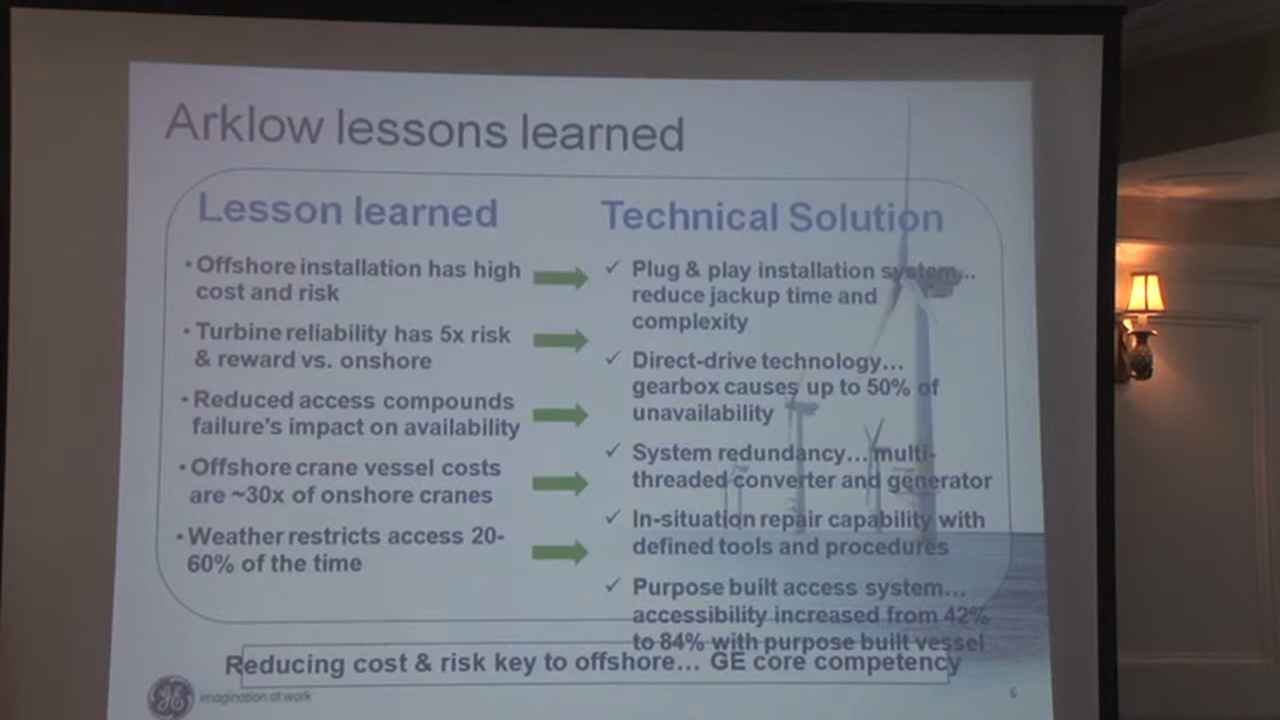 Arklow lessons learned
Lesson learned
• Offshore installation has high
cost and risk
• Turbine reliability has 5x risk
& reward vs. onshore
• Reduced access compounds
failure's impact on availability
• Offshore crane vessel costs
are ~30x of onshore cranes
• Weather restricts access 20-
60% of the time
Technical Solution
✓ Plug & play installation system...
reduce jackup time and
complexity
✓ Direct-drive technology...
gearbox causes up to 50% of
unavailability
✓ System redundancy... multi-
threaded converter and generator
✓ In-situation repair capability with
defined tools and procedures
✓ Purpose built access system...
accessibility increased from 42%
to 84% with purpose built vessel
Reducing cost & risk key to offshore... GE core competency
GE imagination at work
6